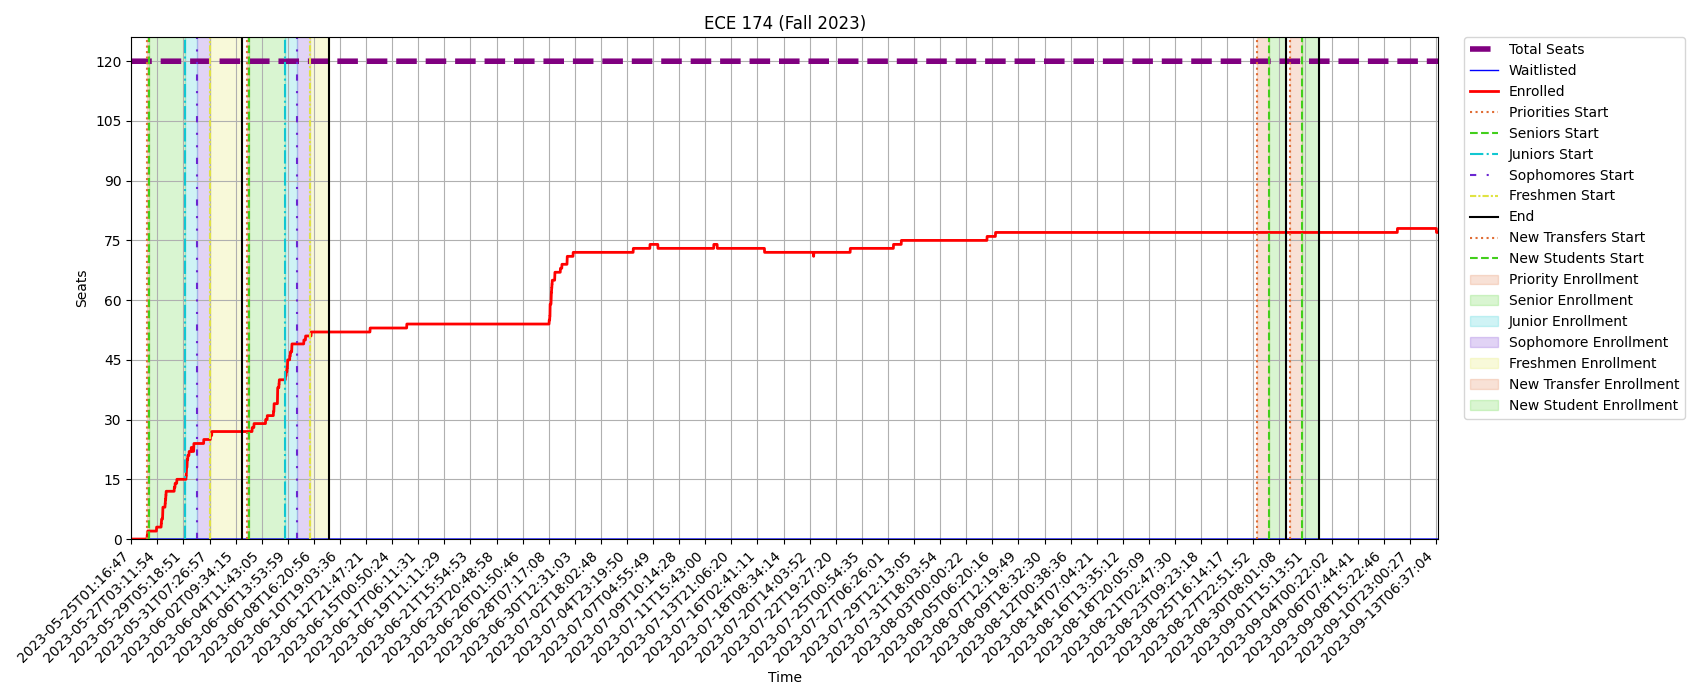 ECE 174 (Fall 2023)
Seats
120
105
90
75
60
45
30
15
0
2023-05-25T01:16:47
2023-05-27T03:11:54
2023-05-29T05:18:51
2023-05-31T07:26:57
2023-06-02T09:34:15
2023-06-04T11:43:05
2023-06-06T13:53:59
2023-06-08T16:20:56
2023-06-10T19:03:36
2023-06-12T21:47:21
2023-06-15T00:50:24
2023-06-17T06:11:31
2023-06-19T11:11:29
2023-06-21T15:54:53
2023-06-23T20:48:58
2023-06-26T01:50:46
2023-06-28T07:17:08
2023-06-30T12:31:03
2023-07-02T18:02:48
2023-07-04T23:19:50
2023-07-07T04:55:49
2023-07-09T10:14:28
2023-07-11T15:43:00
2023-07-13T21:06:20
2023-07-16T02:41:11
2023-07-18T08:34:14
2023-07-20T14:03:52
2023-07-22T19:27:20
2023-07-25T00:54:35
2023-07-27T06:26:01
2023-07-29T12:13:05
2023-07-31T18:03:54
2023-08-03T00:00:22
2023-08-05T06:20:16
2023-08-07T12:19:49
2023-08-09T18:32:30
2023-08-12T00:38:36
2023-08-14T07:04:21
2023-08-16T13:35:12
2023-08-18T20:05:09
2023-08-21T02:47:30
2023-08-23T09:23:18
2023-08-25T16:14:17
2023-08-27T22:51:52
2023-08-30T08:01:08
2023-09-01T15:13:51
2023-09-04T00:22:02
2023-09-06T07:44:41
2023-09-08T15:22:46
2023-09-10T23:00:27
2023-09-13T06:37:04
Time
Total Seats
Waitlisted
Enrolled
Priorities Start
Seniors Start
Juniors Start
Sophomores Start
Freshmen Start
End
New Transfers Start
New Students Start
Priority Enrollment
Senior Enrollment
Junior Enrollment
Sophomore Enrollment
Freshmen Enrollment
New Transfer Enrollment
New Student Enrollment